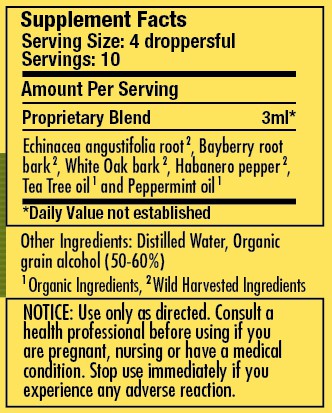 Supplement Facts
Serving Size: 4 droppersful
Servings: 10
Amount Per Serving
Proprietary Blend 3ml*
Echinacea angustifolia root², Bayberry root
bark², White Oak bark², Habanero pepper²,
Tea Tree oil¹ and Peppermint oil¹
*Daily Value not established
Other Ingredients: Distilled Water, Organic
grain alcohol (50-60%)
¹Organic Ingredients, ²Wild Harvested Ingredients
NOTICE: Use only as directed. Consult a
health professional before using if you
are pregnant, nursing or have a medical
condition. Stop use immediately if you
experience any adverse reaction.